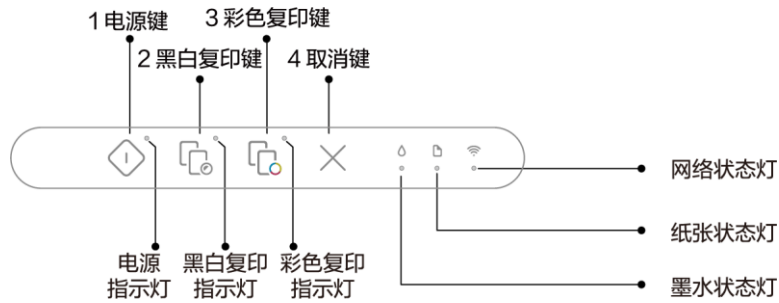 1 电源键
3 彩色复印键
2 黑白复印键
4 取消键
网络状态灯
纸张状态灯
墨水状态灯
电源
指示灯
黑白复印
指示灯
彩色复印
指示灯